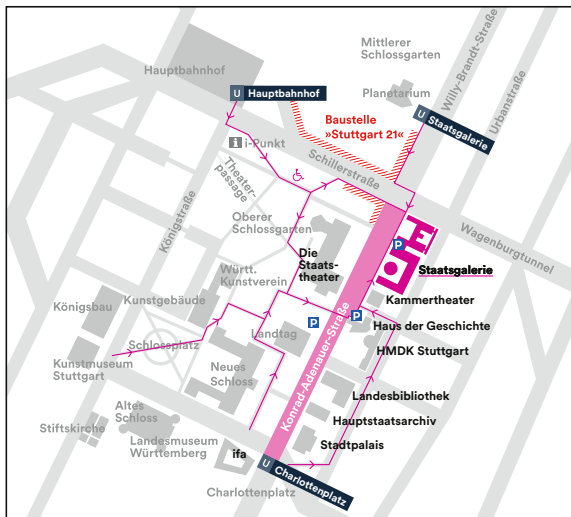 Mittlerer
Schlossgarten
Willy-Brandt-Straße
Hauptbahnhof
Planetarium
Urbanstraße
U Hauptbahnhof
U Staatsgalerie
Baustelle
»Stuttgart 21«
i i-Punkt
Schillerstraße
Theater-
passage
Königstraße
Oberer
Schlossgarten
Wagenburgtunnel
Die
Staats-
theater
P
Staatsgalerie
Württ.
Kunstverein
Kammertheater
Königsbau
Kunstgebäude
P
P
Haus der Geschichte
Schlossplatz
Landtag
Konrad-Adenauer-Straße
HMDK Stuttgart
Kunstmuseum
Stuttgart
Neues
Schloss
Landesbibliothek
Altes
Schloss
Hauptstaatsarchiv
Stiftskirche
Landesmuseum
Württemberg
ifa
Stadtpalais
U Charlottenplatz
Charlottenplatz